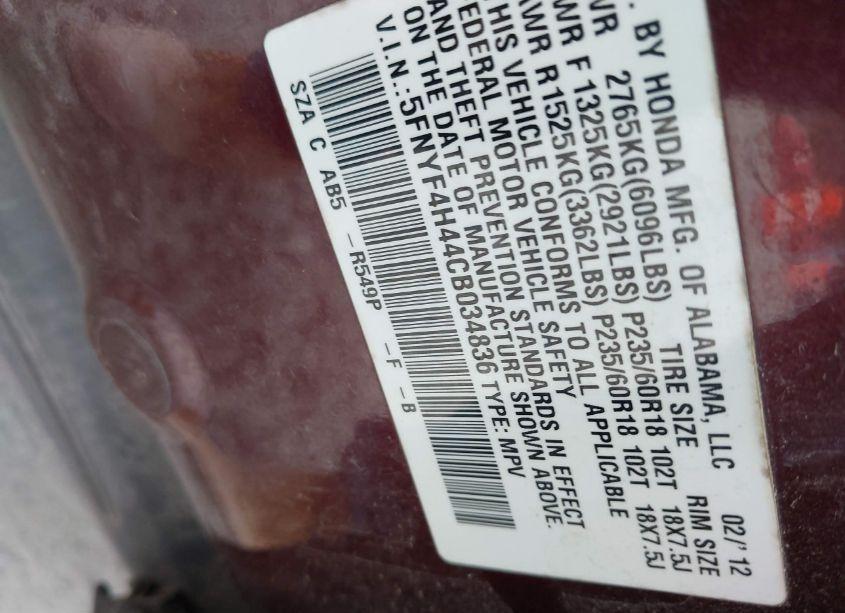 . BY HONDA MFG. OF ALABAMA, LLC 02/'12
WR 2765KG(6096LBS) TIRE SIZE RIM SIZE
WR F 1325KG(2921LBS) P235/60R18 102T 18X7.5J
AWR R 1525KG(3362LBS) P235/60R18 102T 18X7.5J
THIS VEHICLE CONFORMS TO ALL APPLICABLE
FEDERAL MOTOR VEHICLE SAFETY
AND THEFT PREVENTION STANDARDS IN EFFECT
ON THE DATE OF MANUFACTURE SHOWN ABOVE.
V.I.N.:5FNYF4H44CB034836 TYPE: MPV
SZA C AB5 -R549P -F -B